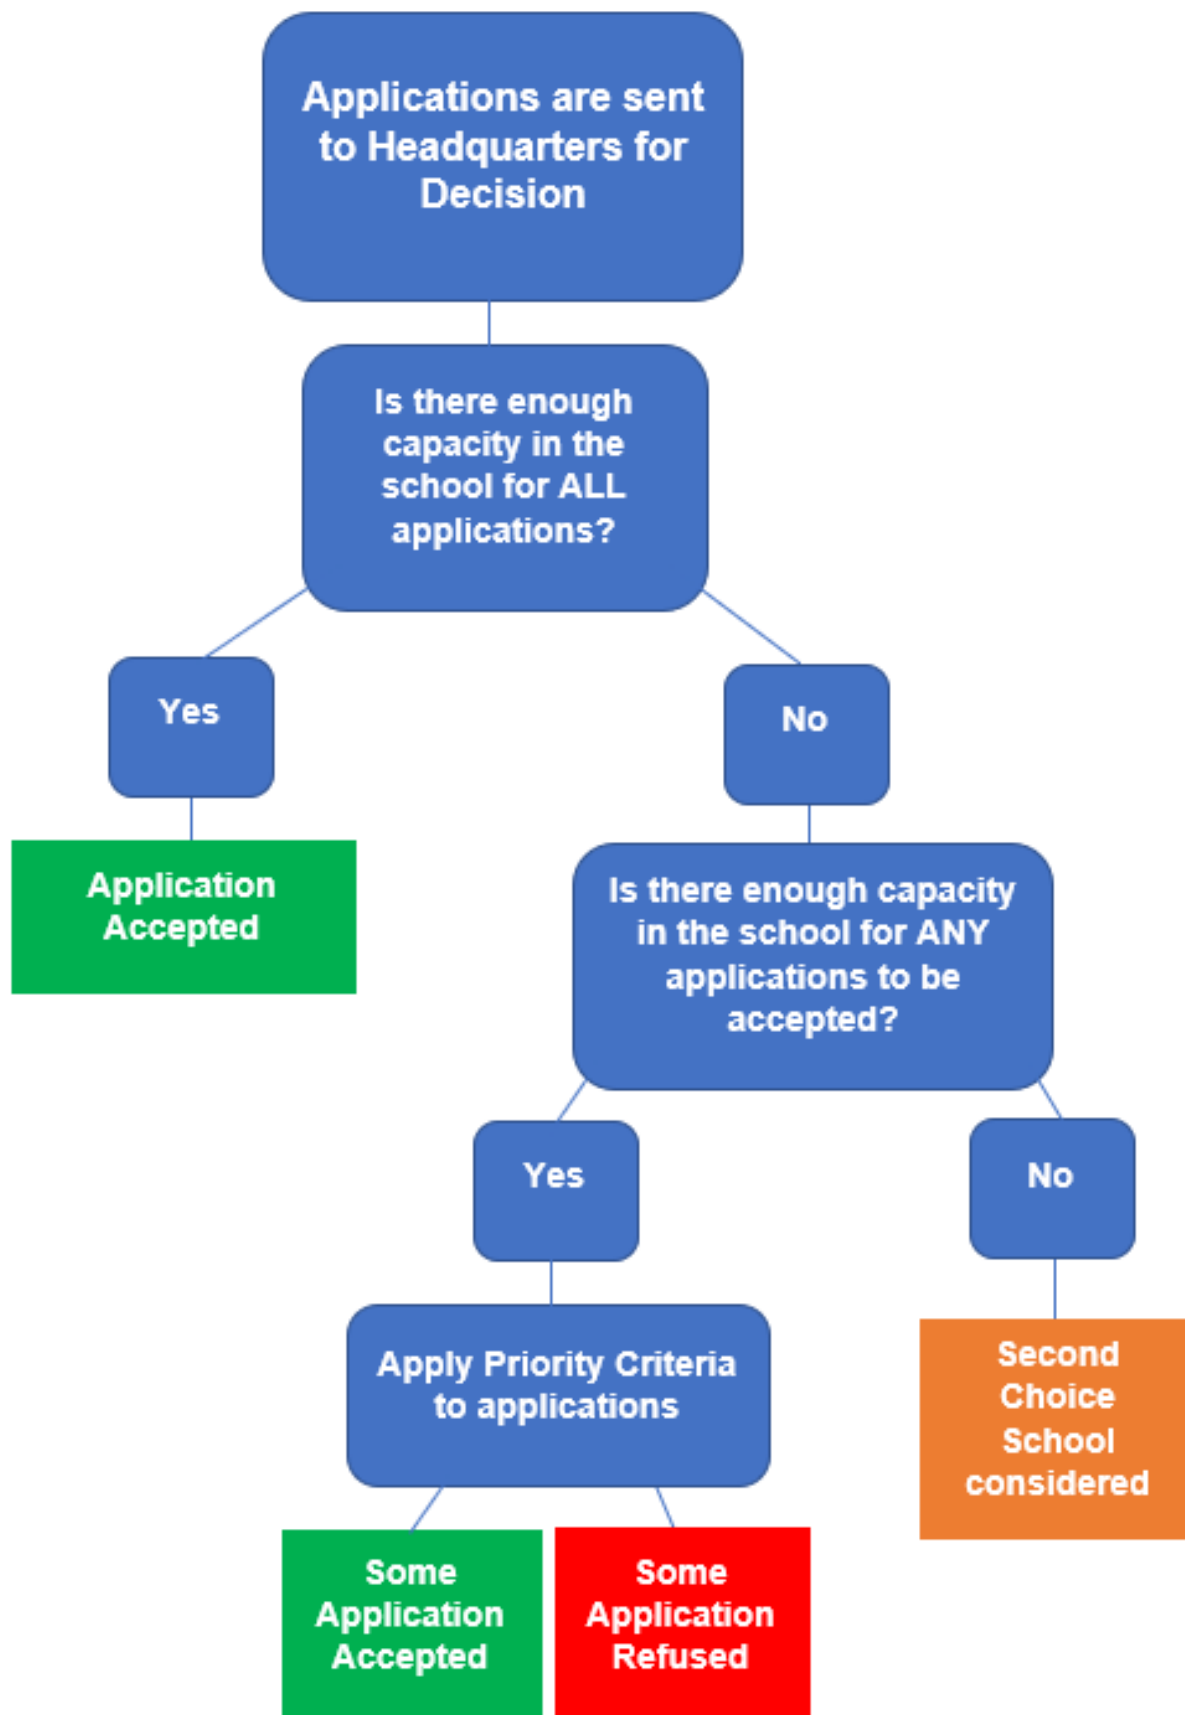 Applications are sent
to Headquarters for
Decision
Is there enough
capacity in the
school for ALL
applications?
Yes
No
Application
Accepted
Is there enough capacity
in the school for ANY
applications to be
accepted?
Yes
No
Apply Priority Criteria
to applications
Second
Choice
School
considered
Some
Application
Accepted
Some
Application
Refused